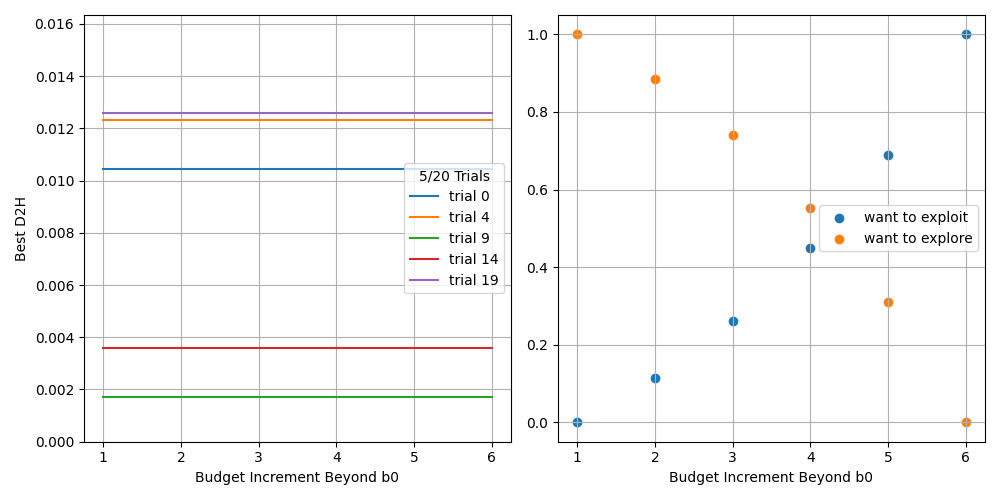 0.016
0.014
0.012
0.010
0.008
0.006
0.004
0.002
0.000
Best D2H
1 2 3 4 5 6
Budget Increment Beyond b0
5/20 Trials
trial 0
trial 4
trial 9
trial 14
trial 19
1.0
0.8
0.6
0.4
0.2
0.0
1 2 3 4 5 6
Budget Increment Beyond b0
want to exploit
want to explore